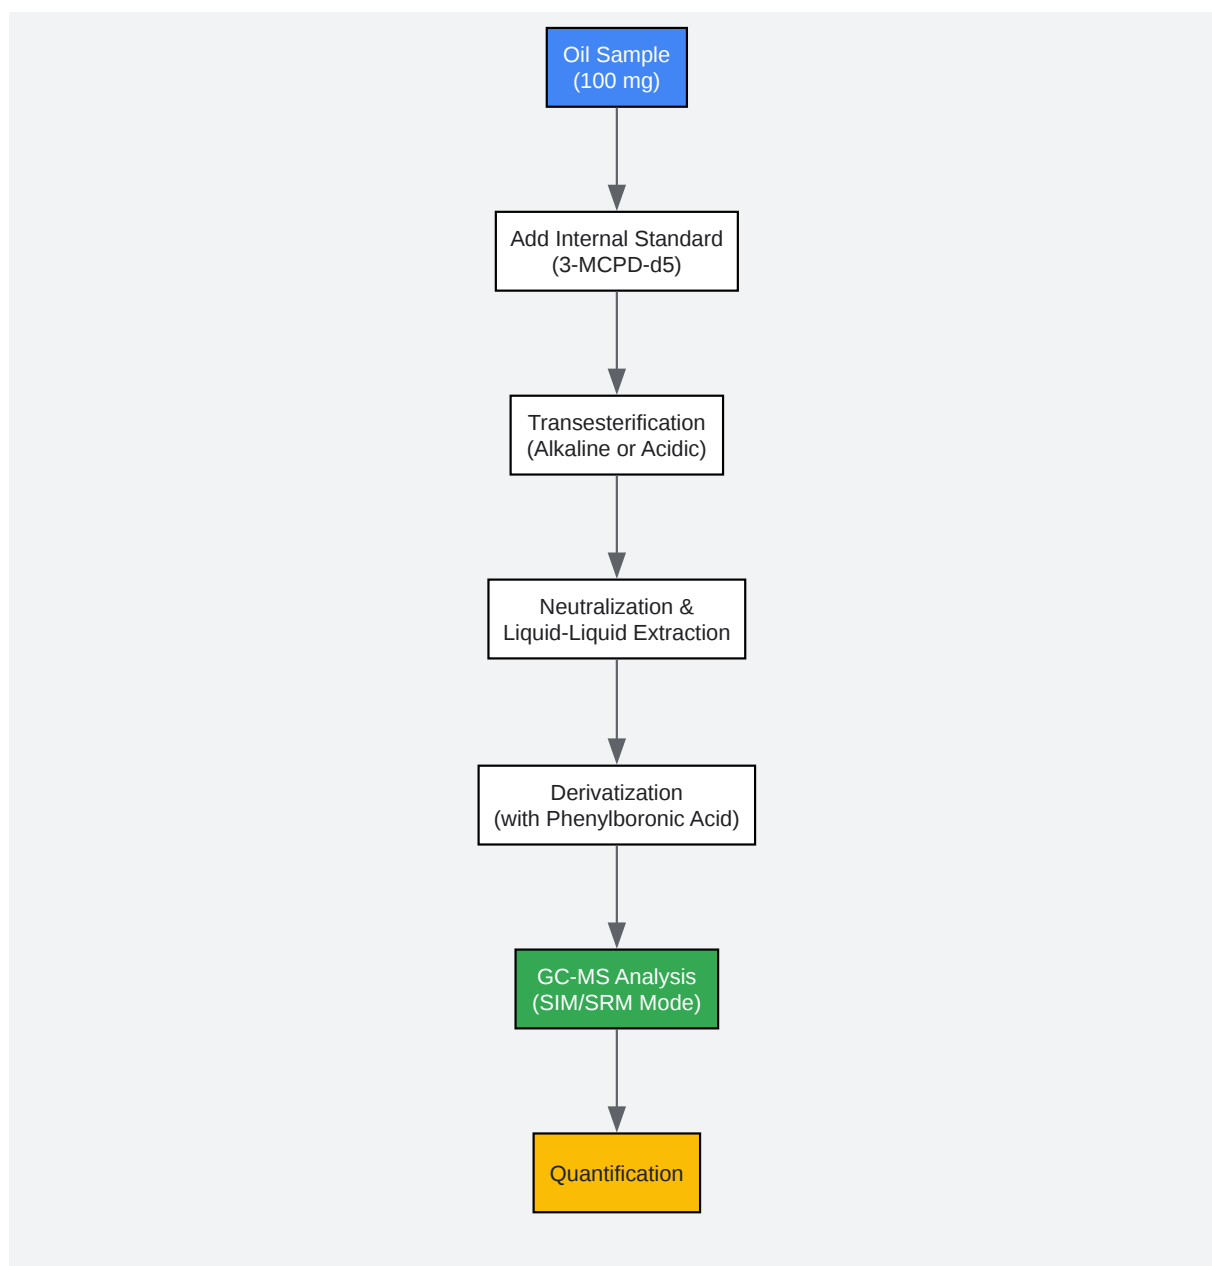 Oil Sample
(100 mg)
Add Internal Standard
(3-MCPD-d5)
Transesterification
(Alkaline or Acidic)
Neutralization &
Liquid-Liquid Extraction
Derivatization
(with Phenylboronic Acid)
GC-MS Analysis
(SIM/SRM Mode)
Quantification